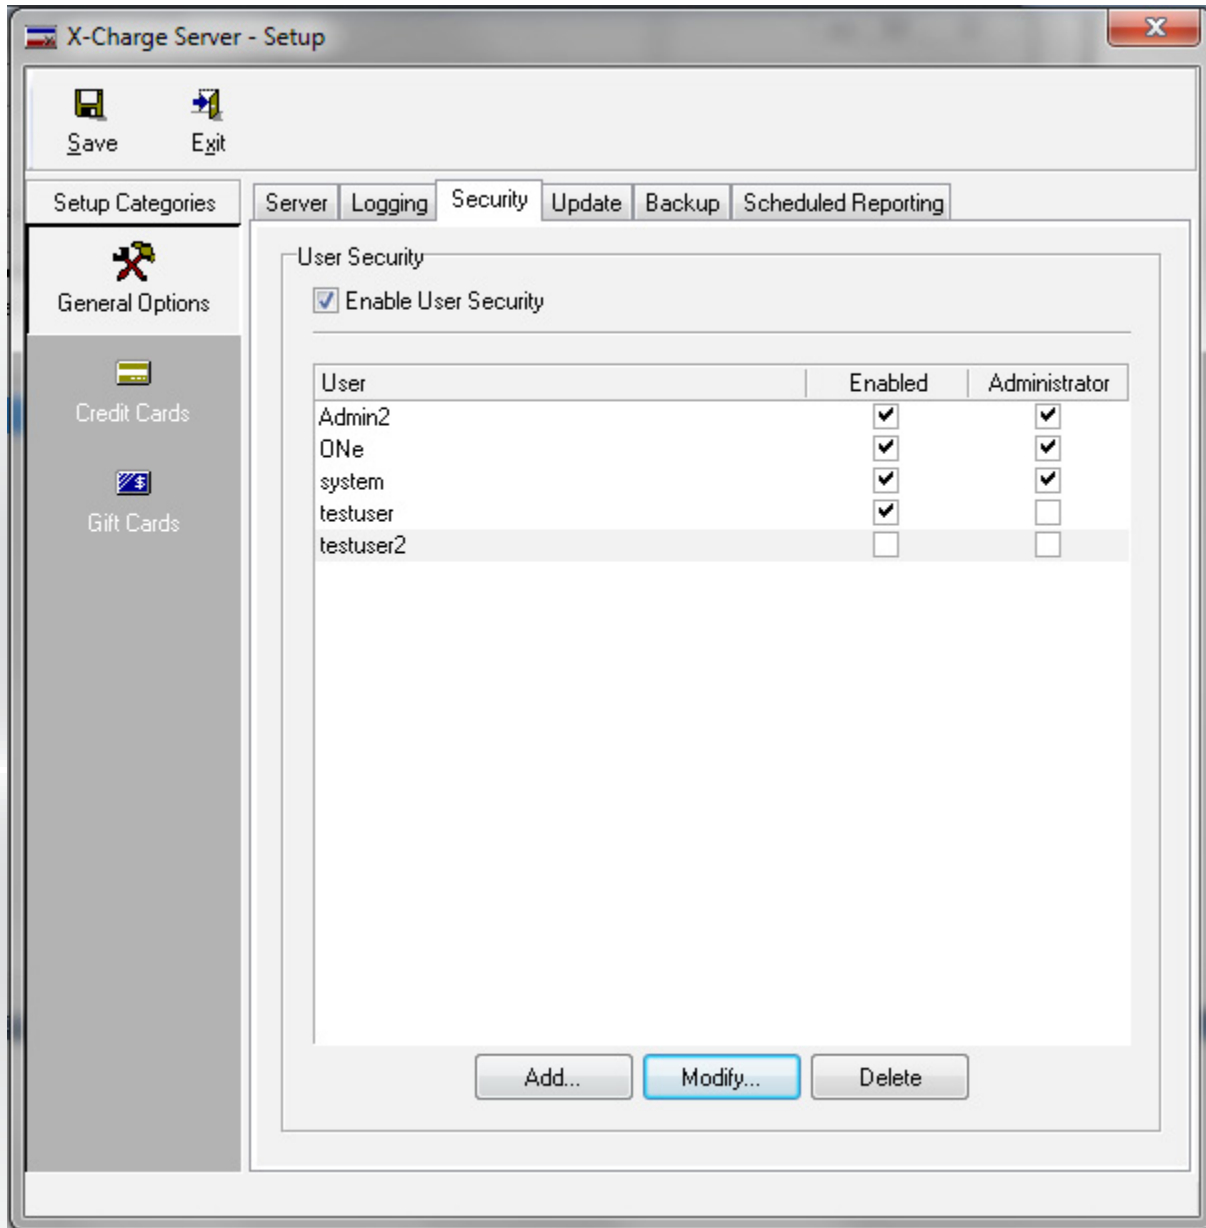 X-Charge Server - Setup
Save Exit
Setup Categories
Server Logging Security Update Backup Scheduled Reporting
General Options
Credit Cards
Gift Cards
User Security
Enable User Security
User Enabled Administrator
Admin2
ONe
system
testuser
testuser2
Add... Modify... Delete